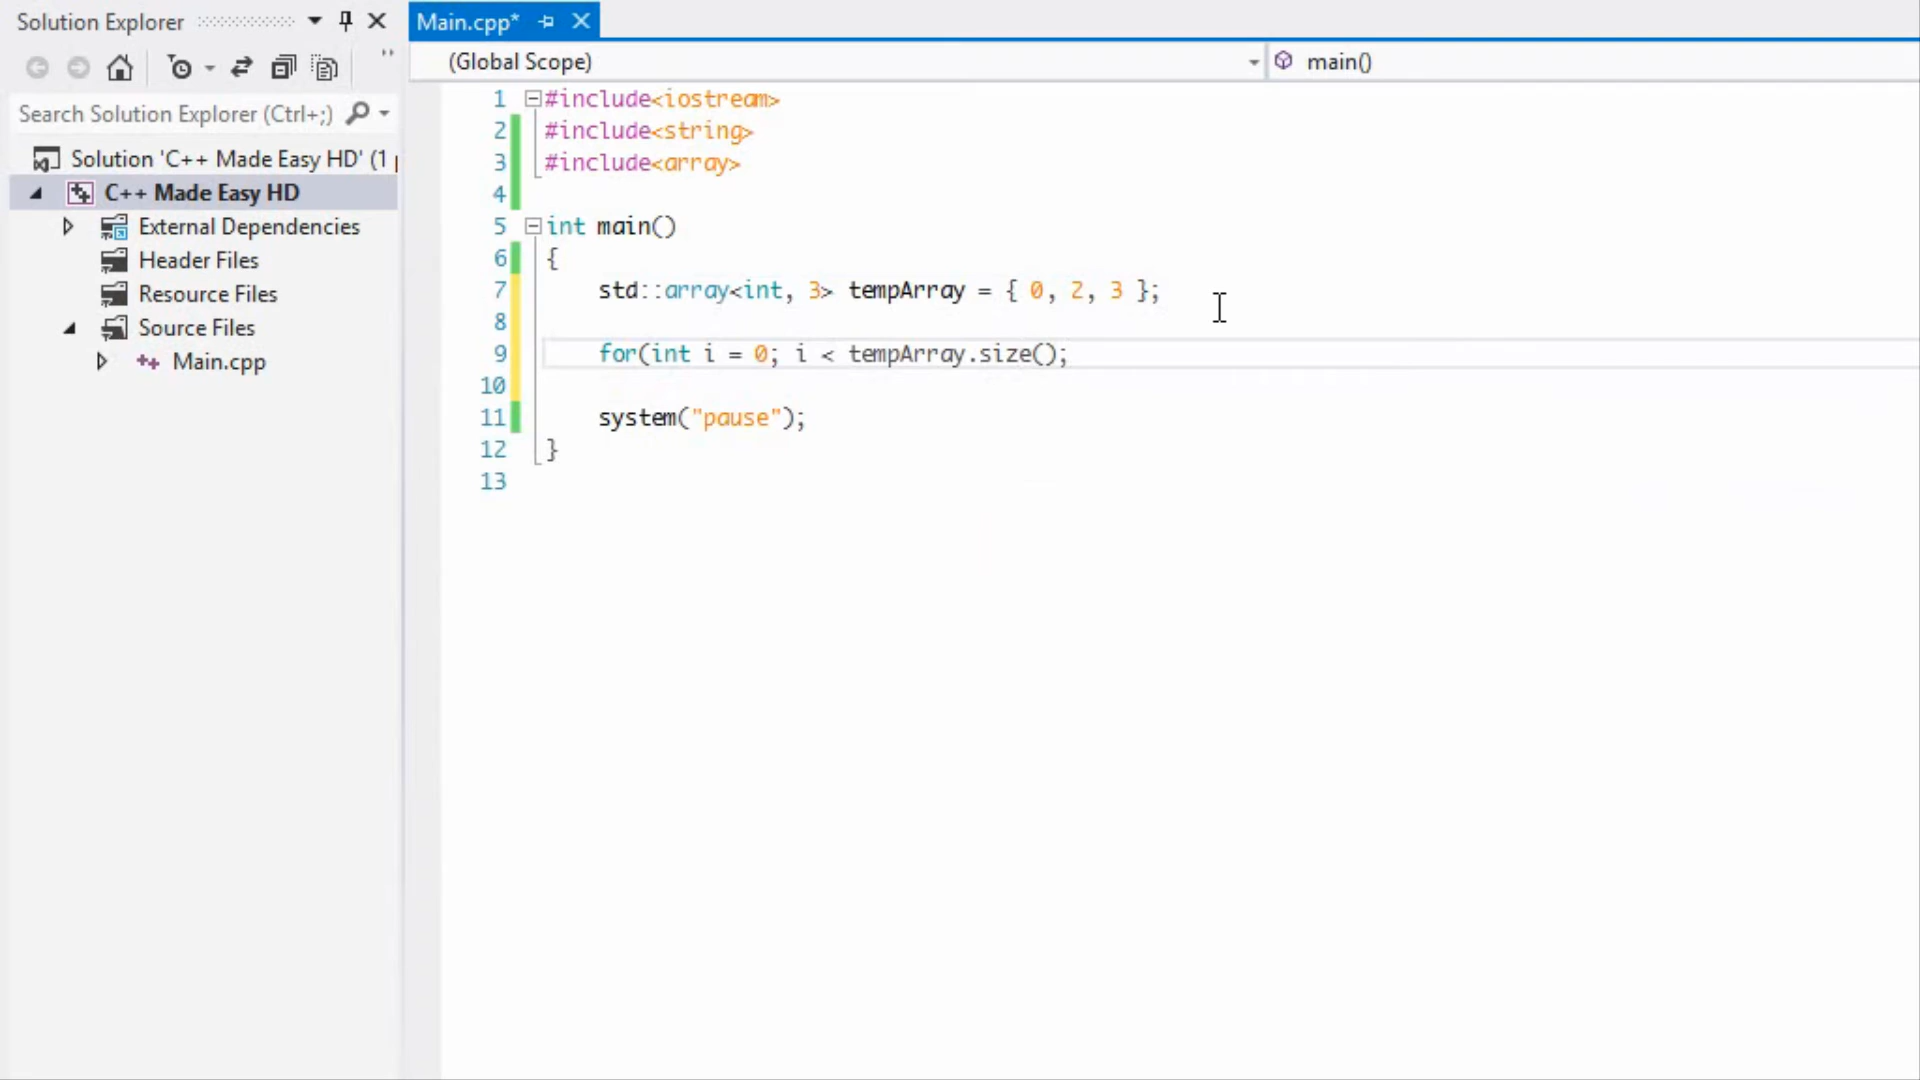 Solution Explorer
Search Solution Explorer (Ctrl+;)
Solution 'C++ Made Easy HD' (1 p
C++ Made Easy HD
External Dependencies
Header Files
Resource Files
Source Files
Main.cpp
Main.cpp*
(Global Scope)
main()
1 #include<iostream>
2 #include<string>
3 #include<array>
4
5 int main()
6 {
7 std::array<int, 3> tempArray = { 0, 2, 3 };
8
9 for(int i = 0; i < tempArray.size();
10
11 system("pause");
12 }
13